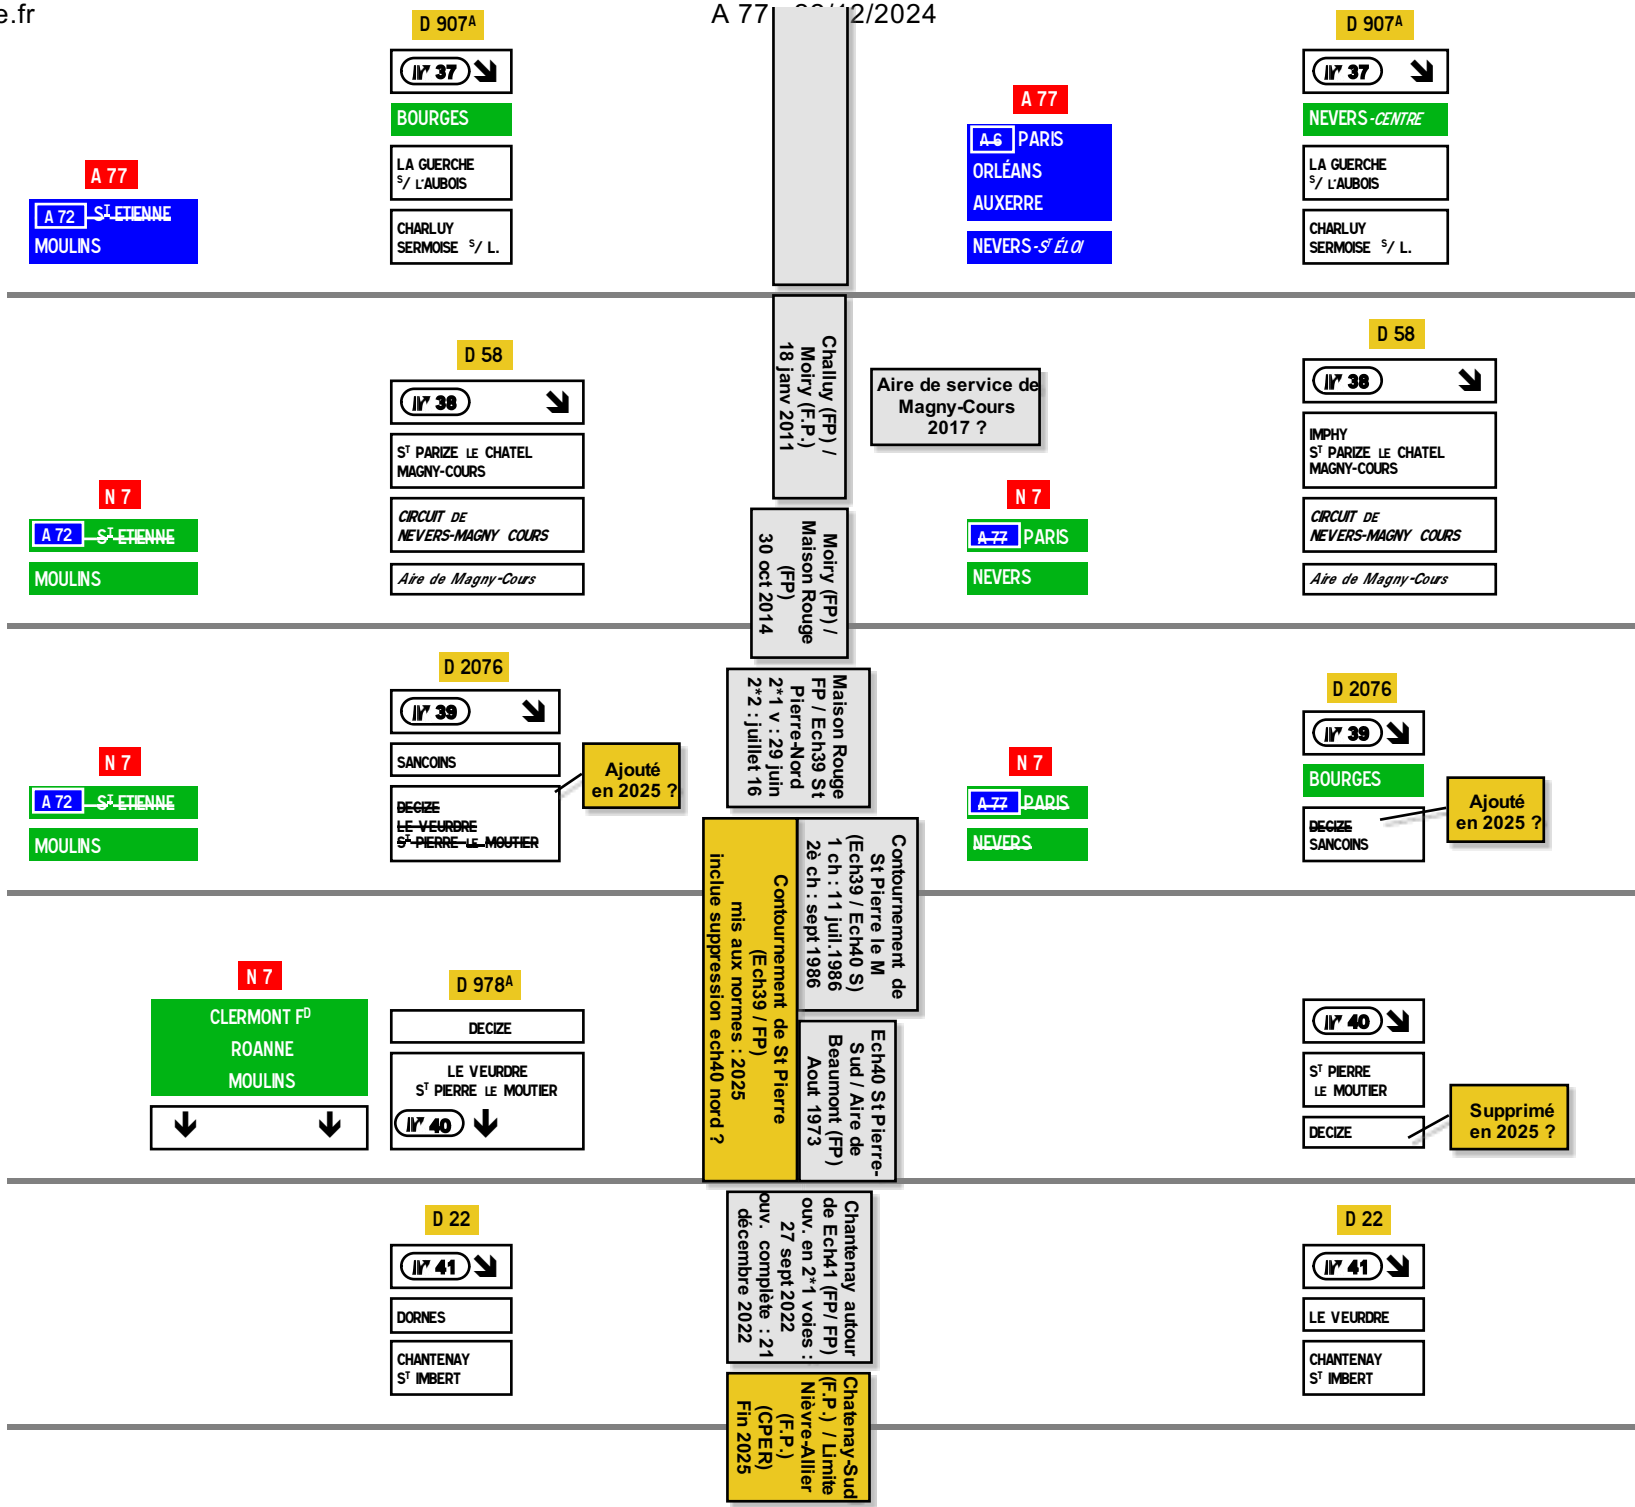 e.fr
A 77
/12/2024
D 907A
37
BOURGES
LA GUERCHE
S/ L'AUBOIS
CHARLUY
SERMOISE S/ L.
A 77
A 72 ST ETIENNE
MOULINS
A 77
A 6 PARIS
ORLÉANS
AUXERRE
NEVERS-ST ÉLOI
D 907A
37
NEVERS-CENTRE
LA GUERCHE
S/ L'AUBOIS
CHARLUY
SERMOISE S/ L.
D 58
38
ST PARIZE LE CHATEL
MAGNY-COURS
CIRCUIT DE
NEVERS-MAGNY COURS
Aire de Magny-Cours
N 7
A 72 ST ETIENNE
MOULINS
Challuy (FP) /
Moiry (F.P.)
18 janv 2011
Aire de service de
Magny-Cours
2017 ?
N 7
A 77 PARIS
NEVERS
D 58
38
IMPHY
ST PARIZE LE CHATEL
MAGNY-COURS
CIRCUIT DE
NEVERS-MAGNY COURS
Aire de Magny-Cours
Moiry (FP) /
Maison Rouge
(FP)
30 oct 2014
D 2076
39
SANCOINS
DECIZE
LE VEURDRE
ST PIERRE LE MOUTIER
Ajouté
en 2025 ?
N 7
A 72 ST ETIENNE
MOULINS
Maison Rouge
FP / Ech39 St
Pierre-Nord
2*1 v : 29 juin
2*2 : juillet 16
N 7
A 77 PARIS
NEVERS
D 2076
39
BOURGES
DECIZE
SANCOINS
Ajouté
en 2025 ?
Contournement de
St Pierre le M
(Ech39 / Ech40 S)
1 ch : 11 juil.1986
2è ch : sept 1986
Contournement de St Pierre
(Ech39 / FP)
mis aux normes : 2025
inclue suppression ech40 nord ?
N 7
CLERMONT FD
ROANNE
MOULINS
D 978A
DECIZE
LE VEURDRE
ST PIERRE LE MOUTIER
40
Ech40 St Pierre-
Sud / Aire de
Beaumont (FP)
Aout 1973
40
ST PIERRE
LE MOUTIER
DECIZE
Supprimé
en 2025 ?
D 22
41
DORNES
CHANTENAY
ST IMBERT
Chantenay autour
de Ech41 (FP/ FP)
ouv. en 2*1 voies :
27 sept 2022
ouv. complète : 21
décembre 2022
D 22
41
LE VEURDRE
CHANTENAY
ST IMBERT
Chatenay-Sud
(F.P.) / Limite
Nièvre-Allier
(F.P.)
(CPER)
Fin 2025